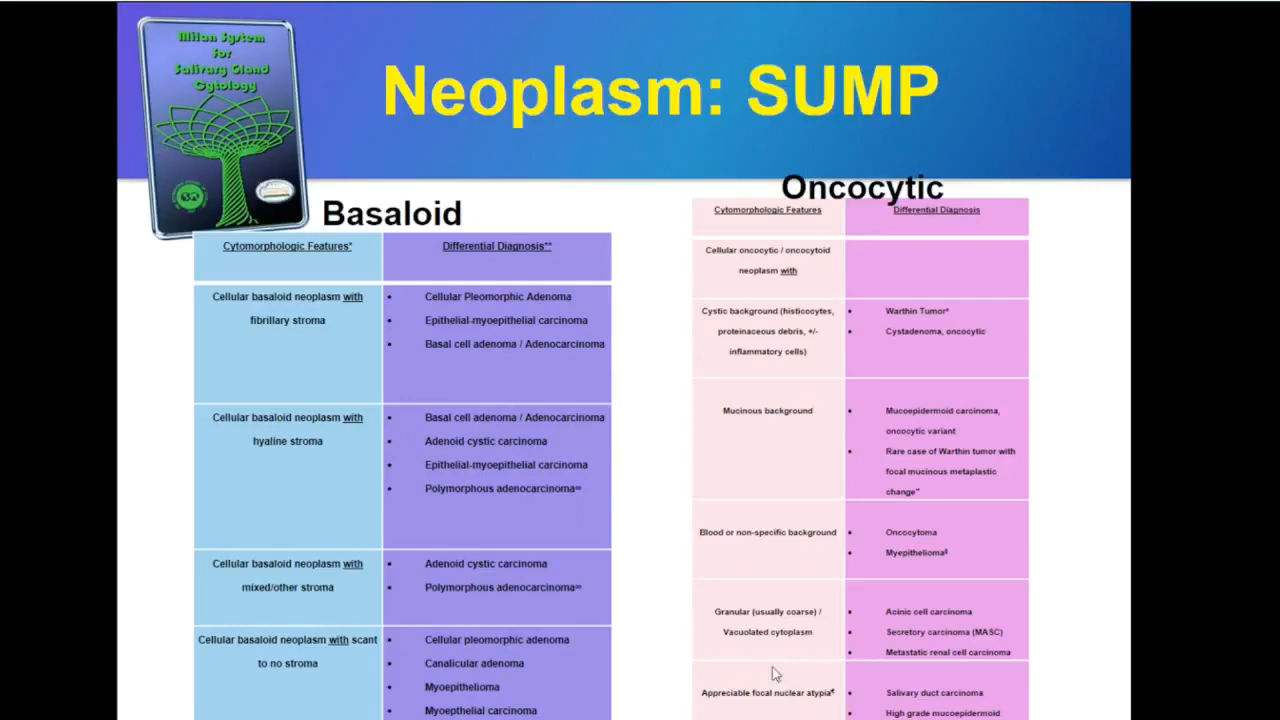 Milan System
for
Salivary Gland
Cytology
Neoplasm: SUMP
Basaloid
Cytomorphologic Features*
Differential Diagnosis**
Cellular basaloid neoplasm with
fibrillary stroma
• Cellular Pleomorphic Adenoma
• Epithelial-myoepithelial carcinoma
• Basal cell adenoma / Adenocarcinoma
Cellular basaloid neoplasm with
hyaline stroma
• Basal cell adenoma / Adenocarcinoma
• Adenoid cystic carcinoma
• Epithelial-myoepithelial carcinoma
• Polymorphous adenocarcinoma∞
Cellular basaloid neoplasm with
mixed/other stroma
• Adenoid cystic carcinoma
• Polymorphous adenocarcinoma∞
Cellular basaloid neoplasm with scant
to no stroma
• Cellular pleomorphic adenoma
• Canalicular adenoma
• Myoepithelioma
• Myoepthelial carcinoma
Oncocytic
Cytomorphologic Features
Differential Diagnosis
Cellular oncocytic / oncocytoid
neoplasm with
Cystic background (histiocytes,
proteinaceous debris, +/-
inflammatory cells)
• Warthin Tumor*
• Cystadenoma, oncocytic
Mucinous background
• Mucoepidermoid carcinoma,
oncocytic variant
• Rare case of Warthin tumor with
focal mucinous metaplastic
change**
Blood or non-specific background
• Oncocytoma
• Myepithelioma§
Granular (usually coarse) /
Vacuolated cytoplasm
• Acinic cell carcinoma
• Secretory carcinoma (MASC)
• Metastatic renal cell carcinoma
Appreciable focal nuclear atypia€
• Salivary duct carcinoma
• High grade mucoepidermoid